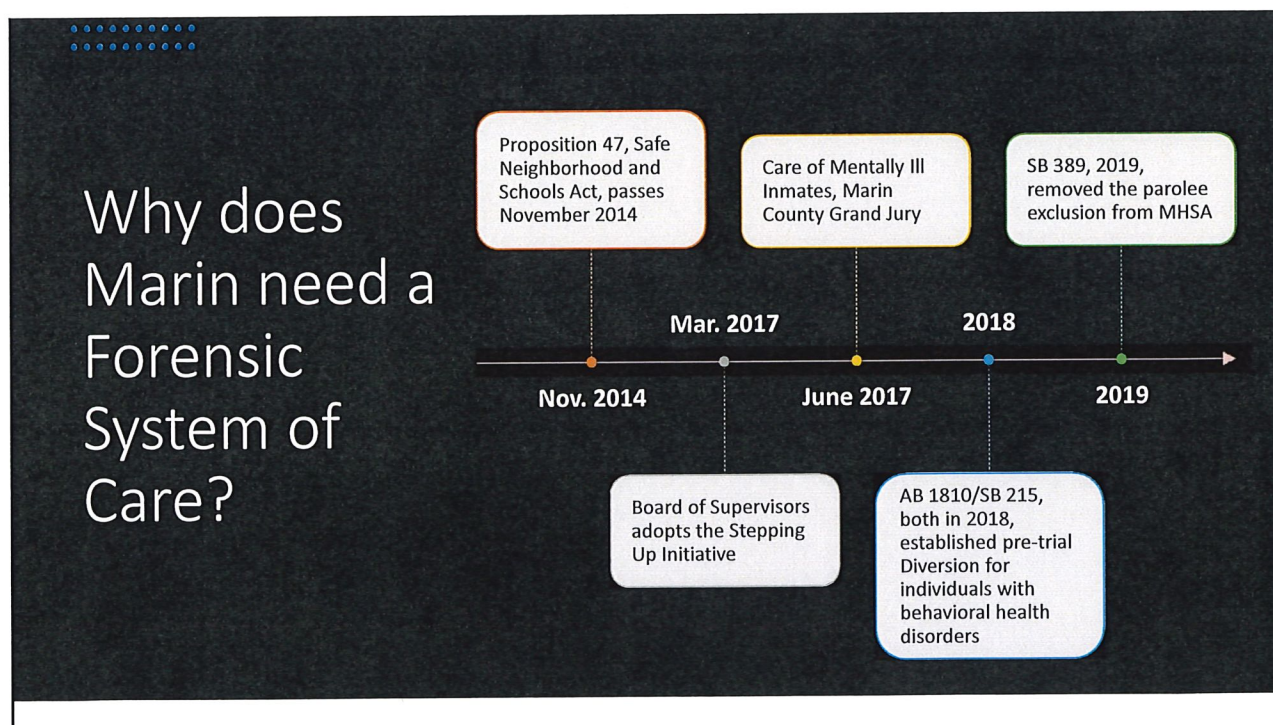 Why does
Marin need a
Forensic
System of
Care?
Proposition 47, Safe
Neighborhood and
Schools Act, passes
November 2014
Care of Mentally Ill
Inmates, Marin
County Grand Jury
SB 389, 2019,
removed the parolee
exclusion from MHSA
Mar. 2017
2018
Nov. 2014
June 2017
2019
Board of Supervisors
adopts the Stepping
Up Initiative
AB 1810/SB 215,
both in 2018,
established pre-trial
Diversion for
individuals with
behavioral health
disorders